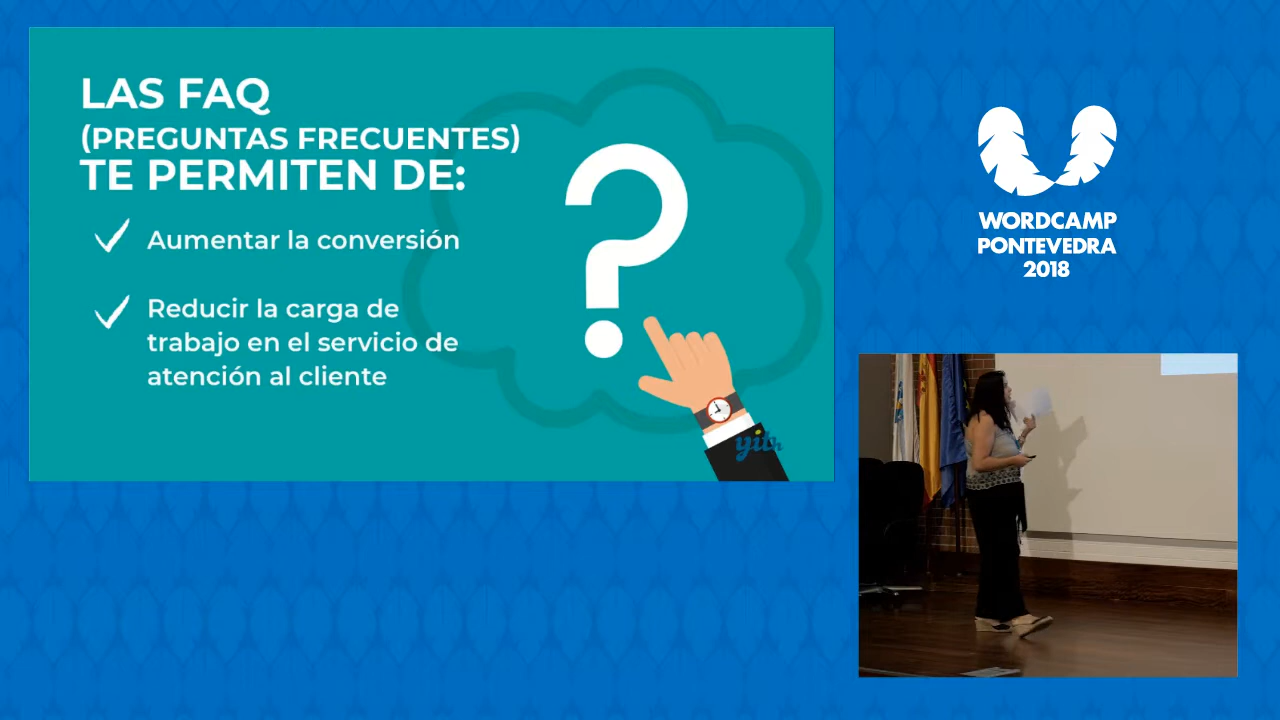 LAS FAQ
(PREGUNTAS FRECUENTES)
TE PERMITEN DE:
Aumentar la conversión
Reducir la carga de
trabajo en el servicio de
atención al cliente
WORDCAMP
PONTEVEDRA
2018